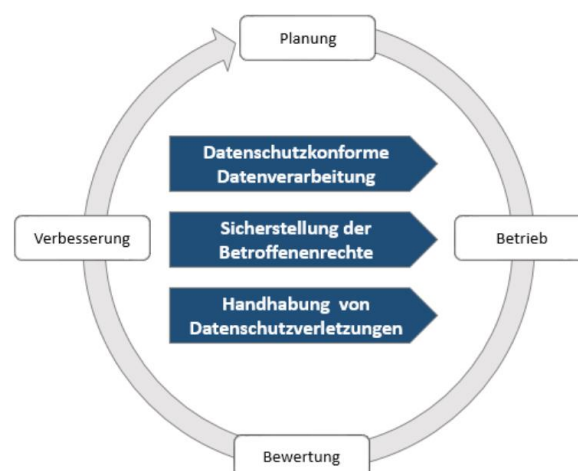 Planung
Datenschutzkonforme
Datenverarbeitung
Verbesserung
Sicherstellung der
Betroffenenrechte
Betrieb
Handhabung von
Datenschutzverletzungen
Bewertung